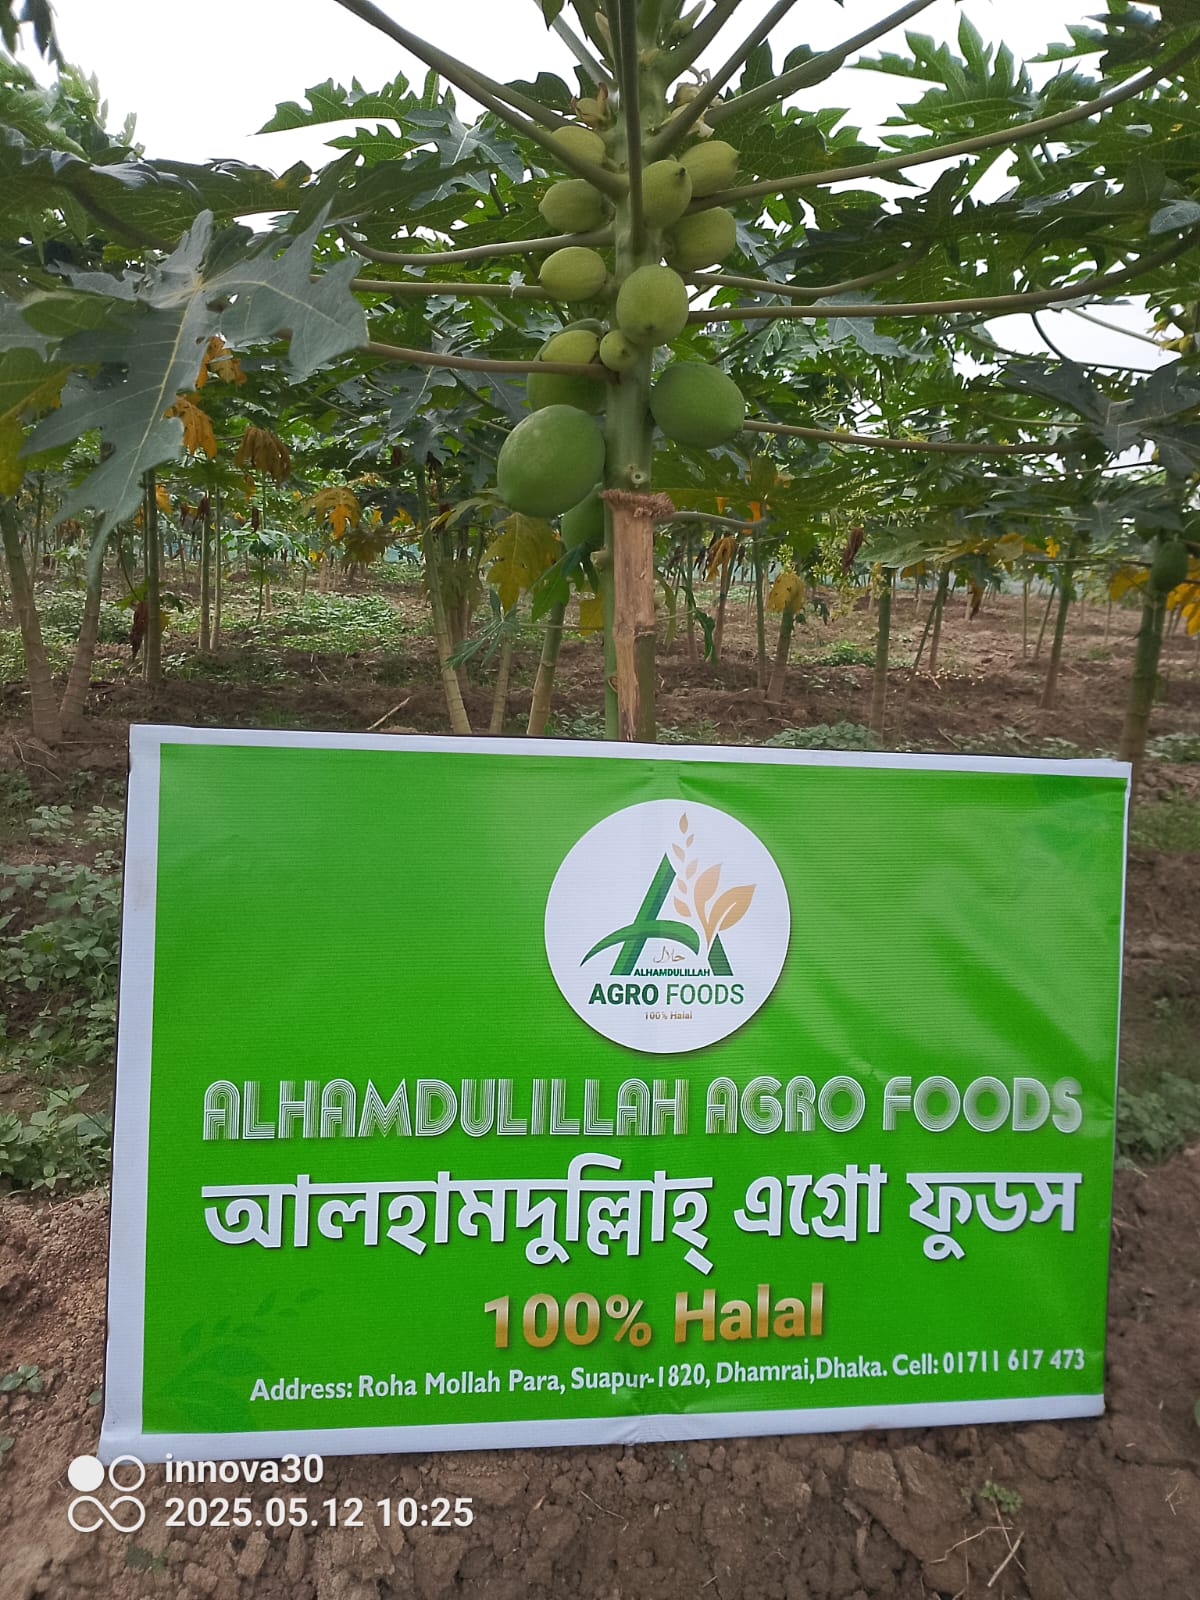 حلال
ALHAMDULILLAH
AGRO FOODS
100% Halal
ALHAMDULILLAH AGRO FOODS
আলহামদুল্লিাহ্ এগ্রো ফুডস
100% Halal
Address: Roha Mollah Para, Suapur-1820, Dhamrai,Dhaka. Cell: 01711 617 473
innova30
2025.05.12 10:25